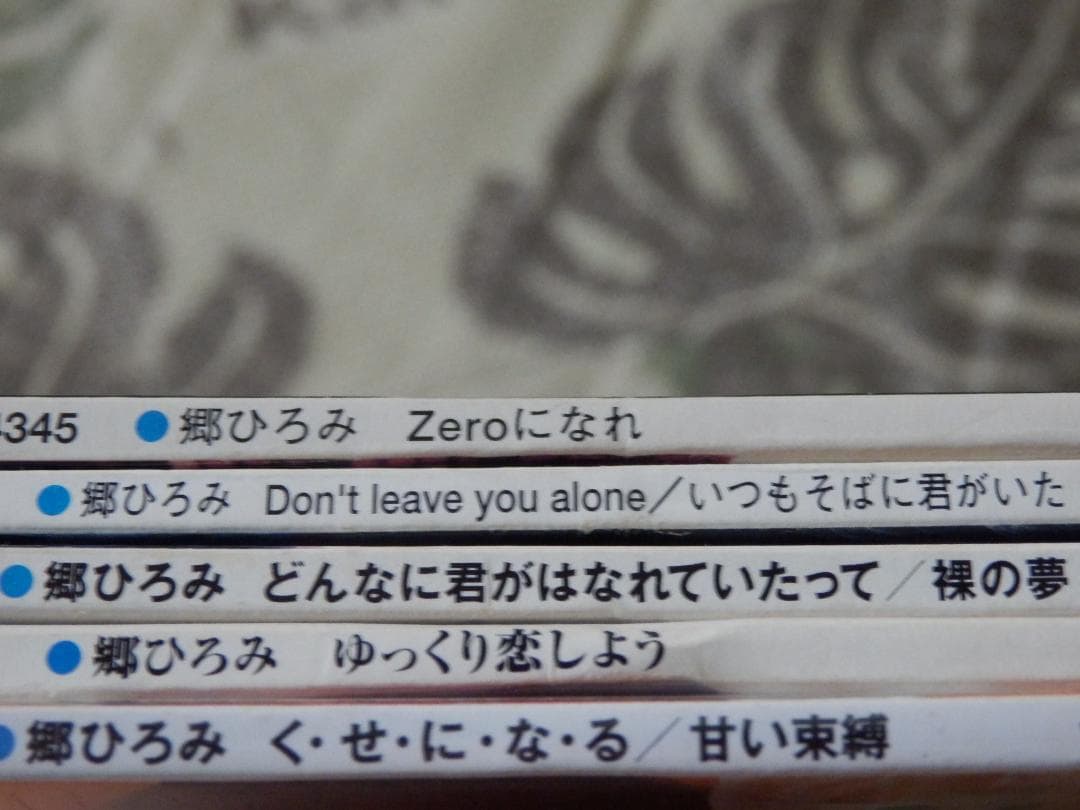 4345 ●郷ひろみ Zeroになれ
●郷ひろみ Don't leave you alone／いつもそばに君がいた
●郷ひろみ どんなに君がはなれていたって／裸の夢
●郷ひろみ ゆっくり恋しよう
●郷ひろみ く・せ・に・な・る／甘い束縛